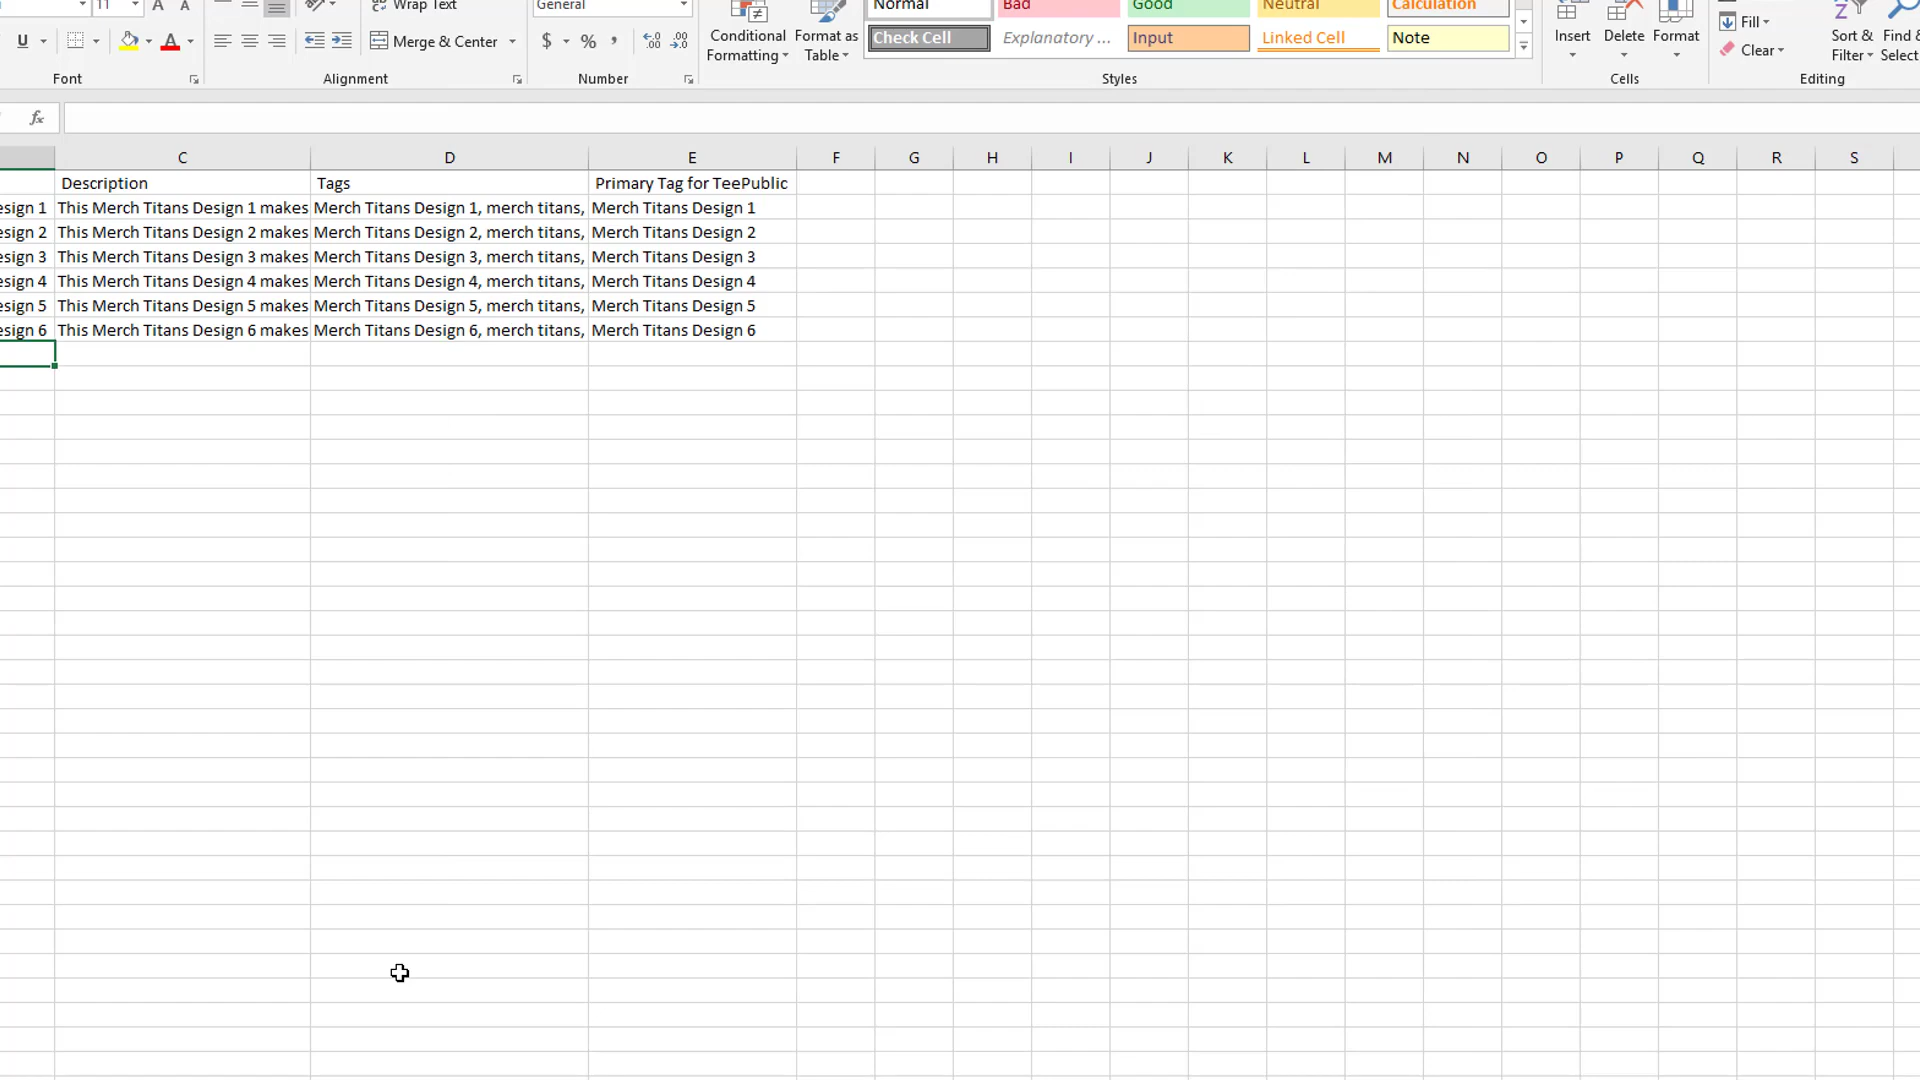 11 Wrap Text General Normal Bad Good Neutral Calculation
U Merge & Center $ % , Conditional Formatting Format as Table Check Cell Explanatory ... Input Linked Cell Note Insert Delete Format Fill Clear Sort & Filter Find & Select
Font Alignment Number Styles Cells Editing
fx
C D E F G H I J K L M N O P Q R S
Description Tags Primary Tag for TeePublic
esign 1 This Merch Titans Design 1 makes Merch Titans Design 1, merch titans, Merch Titans Design 1
esign 2 This Merch Titans Design 2 makes Merch Titans Design 2, merch titans, Merch Titans Design 2
esign 3 This Merch Titans Design 3 makes Merch Titans Design 3, merch titans, Merch Titans Design 3
esign 4 This Merch Titans Design 4 makes Merch Titans Design 4, merch titans, Merch Titans Design 4
esign 5 This Merch Titans Design 5 makes Merch Titans Design 5, merch titans, Merch Titans Design 5
esign 6 This Merch Titans Design 6 makes Merch Titans Design 6, merch titans, Merch Titans Design 6